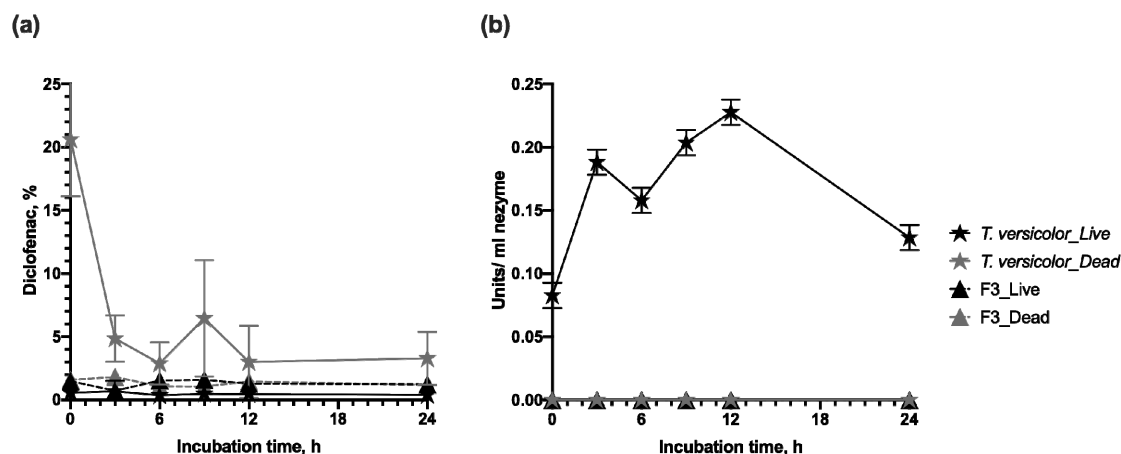 (a)
(b)
25
20
15
10
5
0
Diclofenac, %
0 6 12 18 24
Incubation time, h
0.25
0.20
0.15
0.10
0.05
0.00
Units/ ml nezyme
0 6 12 18 24
Incubation time, h
T. versicolor_Live
T. versicolor_Dead
F3_Live
F3_Dead